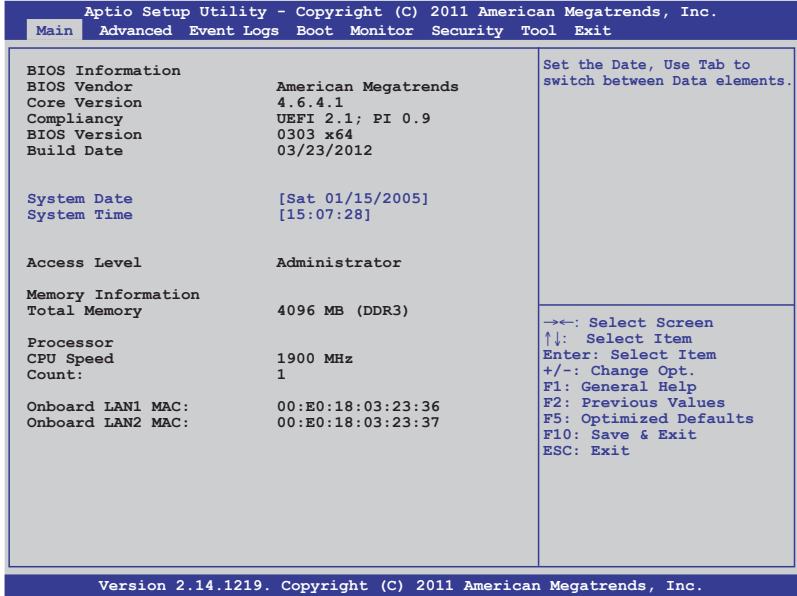 Aptio Setup Utility - Copyright (C) 2011 American Megatrends, Inc.
Main Advanced Event Logs Boot Monitor Security Tool Exit
BIOS Information
BIOS Vendor American Megatrends
Core Version 4.6.4.1
Compliancy UEFI 2.1; PI 0.9
BIOS Version 0303 x64
Build Date 03/23/2012
System Date [Sat 01/15/2005]
System Time [15:07:28]
Access Level Administrator
Memory Information
Total Memory 4096 MB (DDR3)
Processor
CPU Speed 1900 MHz
Count: 1
Onboard LAN1 MAC: 00:E0:18:03:23:36
Onboard LAN2 MAC: 00:E0:18:03:23:37
Set the Date, Use Tab to
switch between Data elements.
→←: Select Screen
↑↓: Select Item
Enter: Select Item
+/-: Change Opt.
F1: General Help
F2: Previous Values
F5: Optimized Defaults
F10: Save & Exit
ESC: Exit
Version 2.14.1219. Copyright (C) 2011 American Megatrends, Inc.